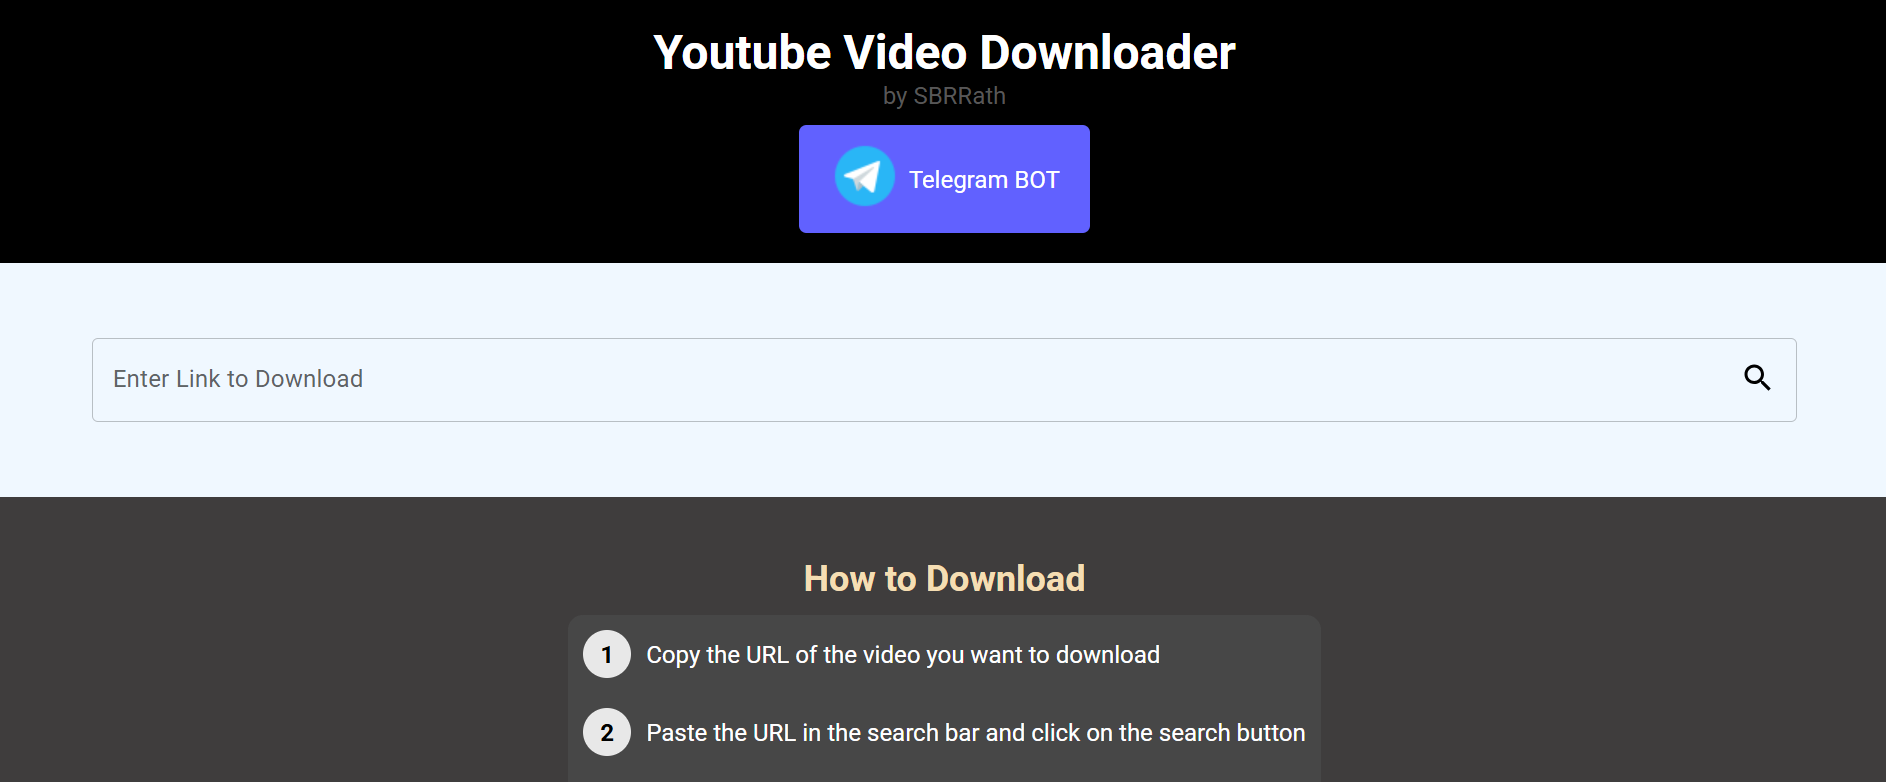 Youtube Video Downloader
by SBRRath
Telegram BOT
Enter Link to Download
How to Download
1 Copy the URL of the video you want to download
2 Paste the URL in the search bar and click on the search button